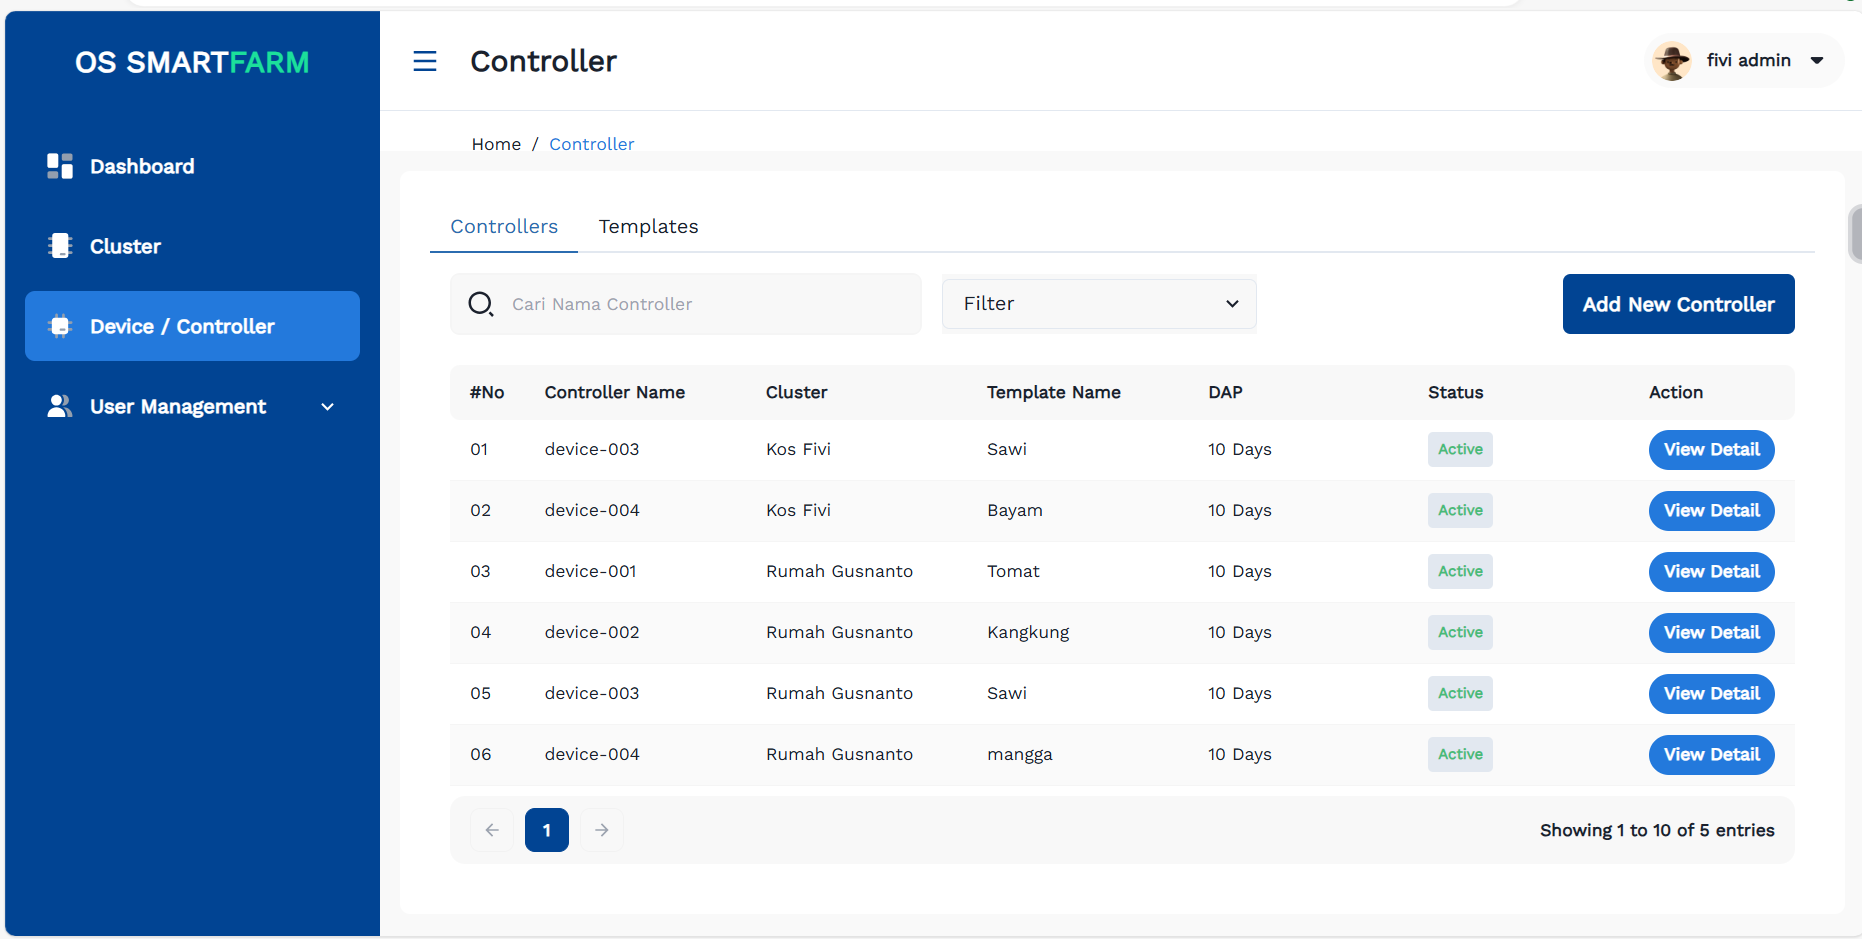 OS SMARTFARM
Controller
fivi admin
Home / Controller
Dashboard
Cluster
Device / Controller
User Management
Controllers Templates
Cari Nama Controller
Filter
Add New Controller
#No Controller Name Cluster Template Name DAP Status Action
01 device-003 Kos Fivi Sawi 10 Days Active View Detail
02 device-004 Kos Fivi Bayam 10 Days Active View Detail
03 device-001 Rumah Gusnanto Tomat 10 Days Active View Detail
04 device-002 Rumah Gusnanto Kangkung 10 Days Active View Detail
05 device-003 Rumah Gusnanto Sawi 10 Days Active View Detail
06 device-004 Rumah Gusnanto mangga 10 Days Active View Detail
1
Showing 1 to 10 of 5 entries